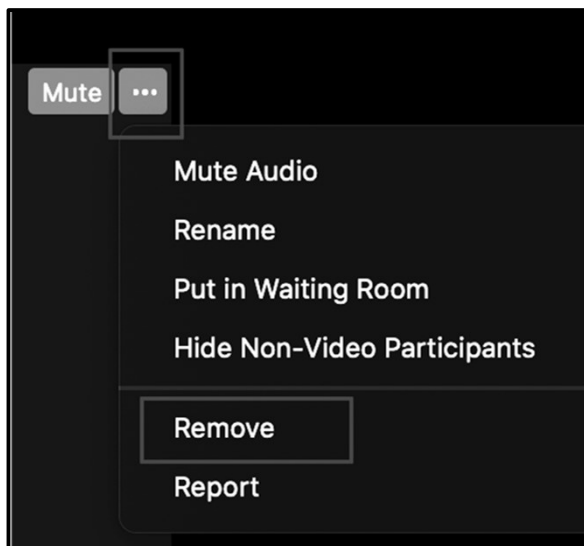 Mute ...
Mute Audio
Rename
Put in Waiting Room
Hide Non-Video Participants
Remove
Report